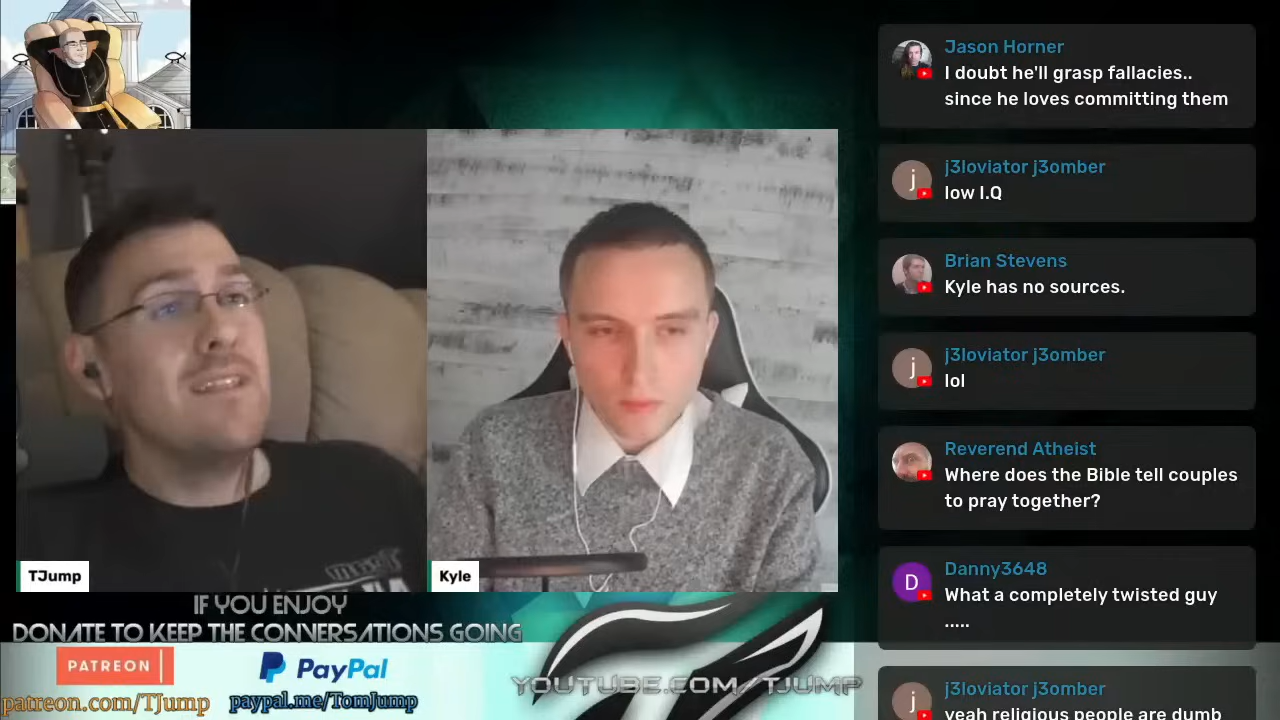 TJump
Kyle
IF YOU ENJOY
DONATE TO KEEP THE CONVERSATIONS GOING
PATREON
PayPal
patreon.com/TJump
paypal.me/TomJump
YOUTUBE.COM/TJUMP
Jason Horner
I doubt he'll grasp fallacies..
since he loves committing them
j3loviator j3omber
low I.Q
Brian Stevens
Kyle has no sources.
j3loviator j3omber
lol
Reverend Atheist
Where does the Bible tell couples
to pray together?
Danny3648
What a completely twisted guy
.....
j3loviator j3omber
yeah religious people are dumb